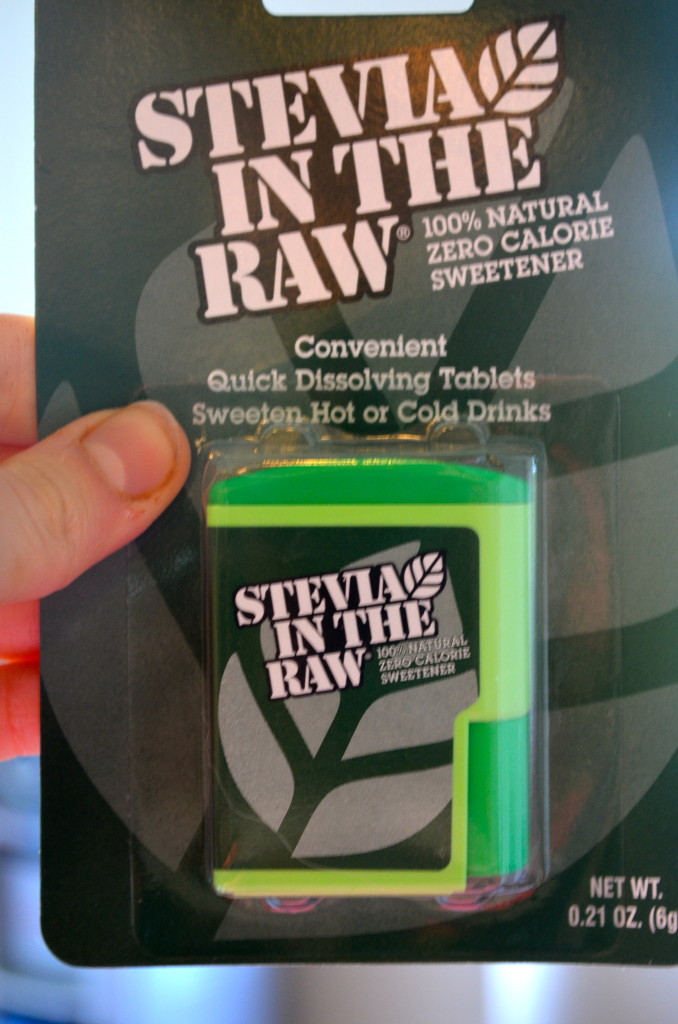 STEVIA
IN THE
RAW®
100% NATURAL
ZERO CALORIE
SWEETENER
Convenient
Quick Dissolving Tablets
Sweeten Hot or Cold Drinks
STEVIA
IN THE
RAW®
100% NATURAL
ZERO CALORIE
SWEETENER
NET WT.
0.21 OZ. (6g